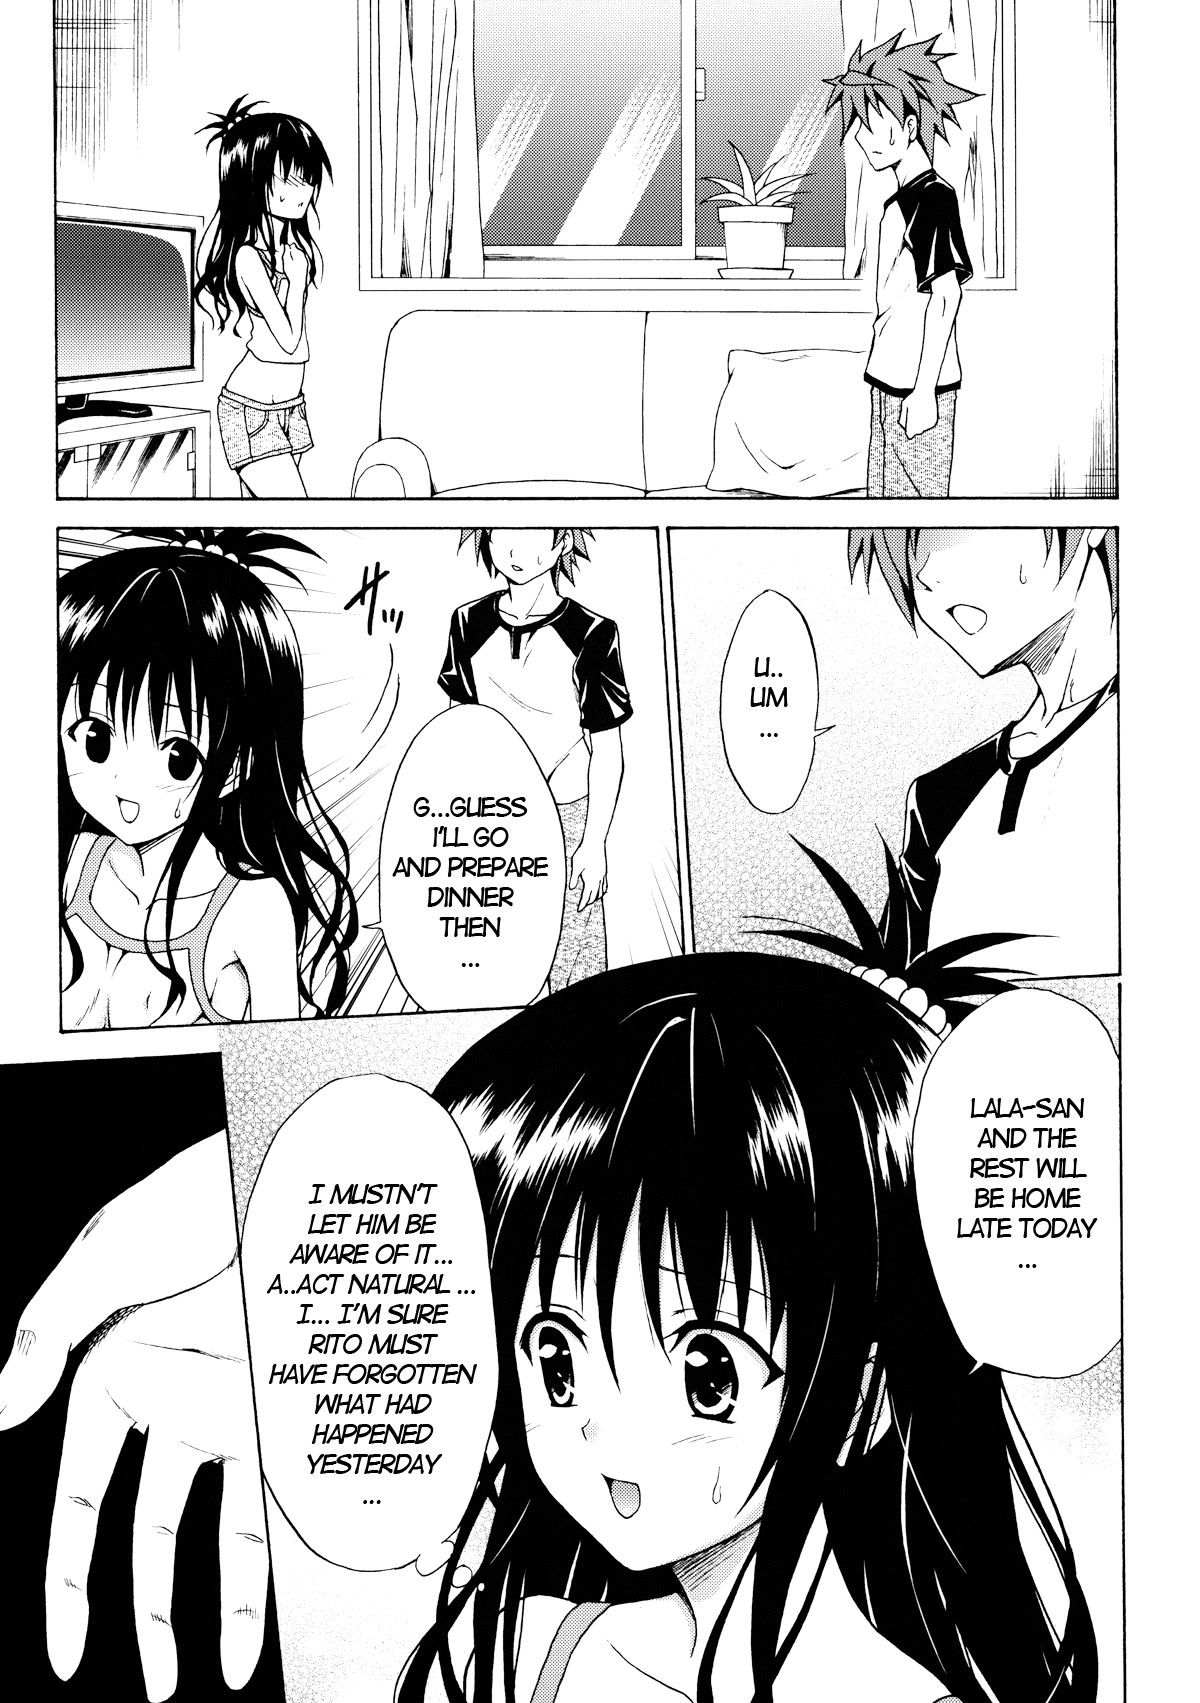 U..
UM
...
ザッ
G...GUESS
I'LL GO
AND PREPARE
DINNER
THEN
...
LALA-SAN
AND THE
REST WILL
BE HOME
LATE TODAY
...
I MUSTN'T
LET HIM BE
AWARE OF IT...
A..ACT NATURAL ...
I... I'M SURE
RITO MUST
HAVE FORGOTTEN
WHAT HAD
HAPPENED
YESTERDAY
...